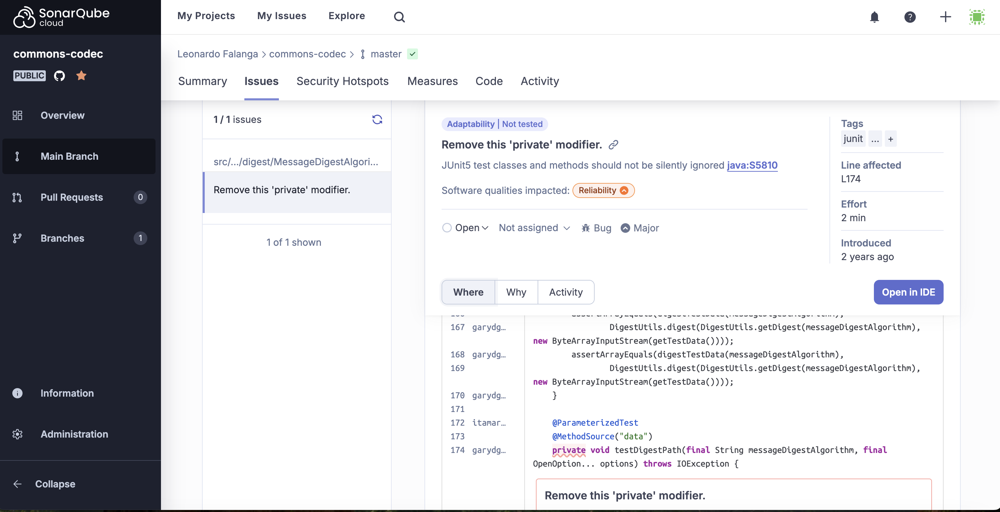 SonarQube
cloud
My Projects
My Issues
Explore
commons-codec
PUBLIC
Overview
Main Branch
Pull Requests 0
Branches 1
Information
Administration
Collapse
Leonardo Falanga > commons-codec > master
Summary
Issues
Security Hotspots
Measures
Code
Activity
1 / 1 issues
src/.../digest/MessageDigestAlgori...
Remove this 'private' modifier.
1 of 1 shown
Adaptability | Not tested
Remove this 'private' modifier.
JUnit5 test classes and methods should not be silently ignored java:S5810
Software qualities impacted: Reliability
Open
Not assigned
Bug
Major
Tags
junit ... +
Line affected
L174
Effort
2 min
Introduced
2 years ago
Where
Why
Activity
Open in IDE
167 garydg... DigestUtils.digest(DigestUtils.getDigest(messageDigestAlgorithm),
new ByteArrayInputStream(getTestData())));
168 garydg... assertArrayEquals(digestTestData(messageDigestAlgorithm),
169 DigestUtils.digest(DigestUtils.getDigest(messageDigestAlgorithm),
new ByteArrayInputStream(getTestData())));
170 garydg... }
171
172 itamar... @ParameterizedTest
173 @MethodSource("data")
174 garydg... private void testDigestPath(final String messageDigestAlgorithm, final
OpenOption... options) throws IOException {
Remove this 'private' modifier.